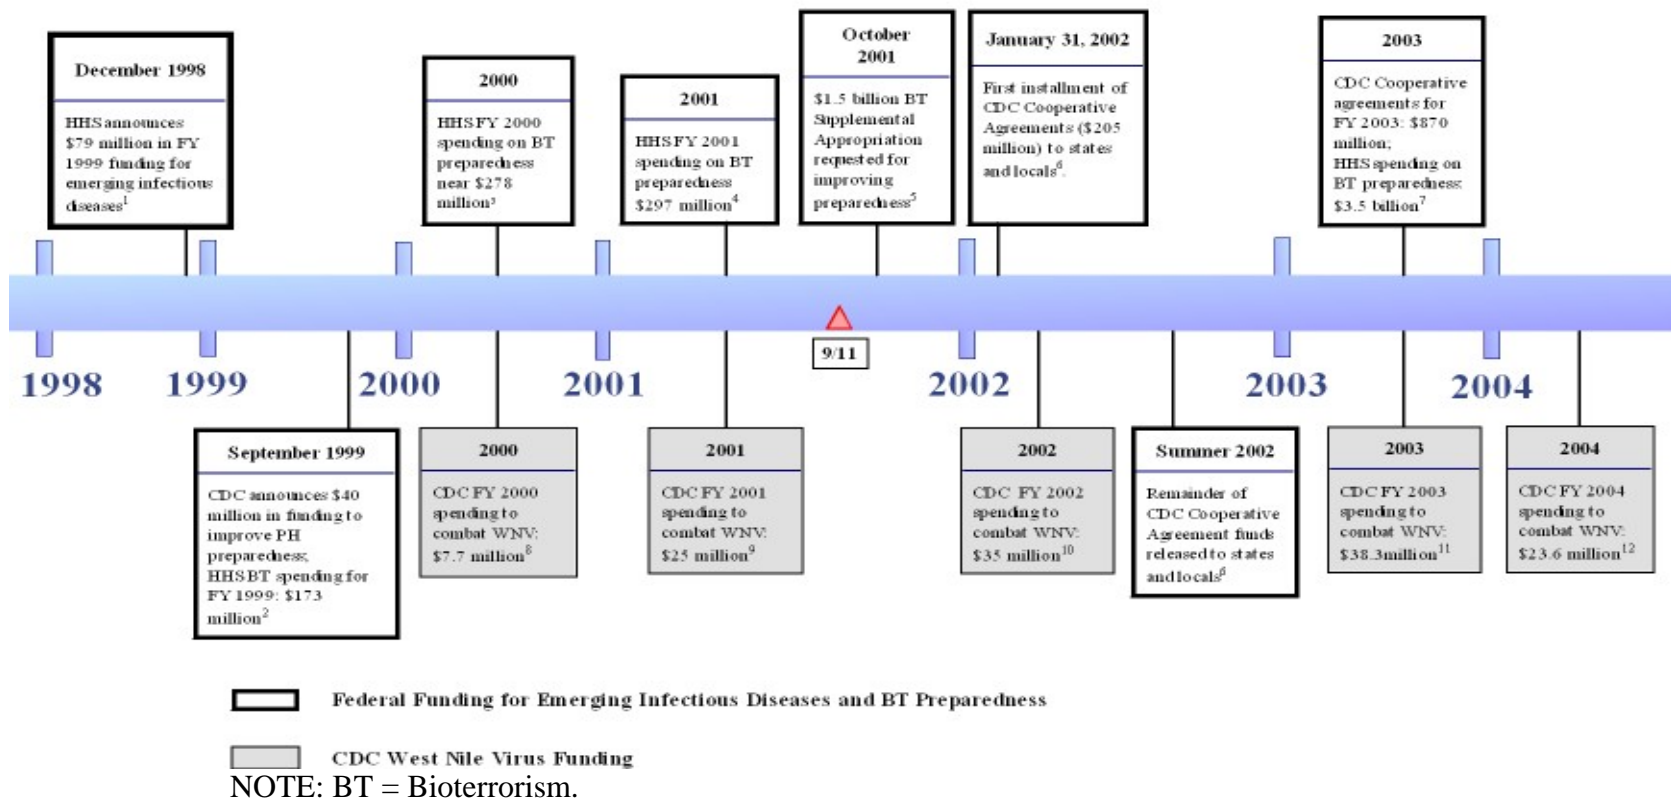 December 1998
HHS announces
$79 million in FY
1999 funding for
emerging infectious
diseases1
2000
HHS FY 2000
spending on BT
preparedness
near $278
million3
2001
HHS FY 2001
spending on BT
preparedness
$297 million4
October
2001
$1.5 billion BT
Supplemental
Appropriation
requested for
improving
preparedness5
January 31, 2002
First installment of
CDC Cooperative
Agreements ($205
million) to states
and locals6.
2003
CDC Cooperative
agreements for
FY 2003: $870
million;
HHS spending on
BT preparedness:
$3.5 billion7
9/11
1998
1999
2000
2001
2002
2003
2004
September 1999
CDC announces $40
million in funding to
improve PH
preparedness;
HHS BT spending for
FY 1999: $173
million2
2000
CDC FY 2000
spending to
combat WNV:
$7.7 million8
2001
CDC FY 2001
spending to
combat WNV:
$25 million9
2002
CDC FY 2002
spending to
combat WNV:
$35 million10
Summer 2002
Remainder of
CDC Cooperative
Agreement funds
released to states
and locals6
2003
CDC FY 2003
spending to
combat WNV:
$38.3million11
2004
CDC FY 2004
spending to
combat WNV:
$23.6 million12
Federal Funding for Emerging Infectious Diseases and BT Preparedness
CDC West Nile Virus Funding
NOTE: BT = Bioterrorism.